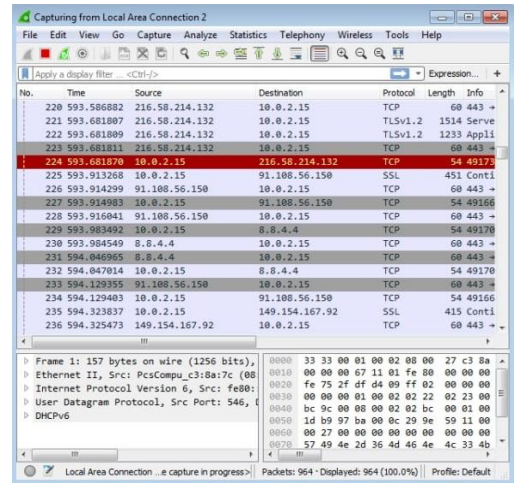 Capturing from Local Area Connection 2
File Edit View Go Capture Analyze Statistics Telephony Wireless Tools Help
Apply a display filter ... <Ctrl-/> Expression... +
No. Time Source Destination Protocol Length Info
220 593.586882 216.58.214.132 10.0.2.15 TCP 60 443 →
221 593.681807 216.58.214.132 10.0.2.15 TLSv1.2 1514 Serve
222 593.681809 216.58.214.132 10.0.2.15 TLSv1.2 1233 Appli
223 593.681811 216.58.214.132 10.0.2.15 TCP 60 443 →
224 593.681870 10.0.2.15 216.58.214.132 TCP 54 49173
225 593.913268 10.0.2.15 91.108.56.150 SSL 451 Conti
226 593.914299 91.108.56.150 10.0.2.15 TCP 60 443 →
227 593.914983 10.0.2.15 91.108.56.150 TCP 54 49166
228 593.916041 91.108.56.150 10.0.2.15 TCP 60 443 →
229 593.983492 10.0.2.15 8.8.4.4 TCP 54 49170
230 593.984549 8.8.4.4 10.0.2.15 TCP 60 443 →
231 594.046965 8.8.4.4 10.0.2.15 TCP 60 443 →
232 594.047014 10.0.2.15 8.8.4.4 TCP 54 49170
233 594.129355 91.108.56.150 10.0.2.15 TCP 60 443 →
234 594.129403 10.0.2.15 91.108.56.150 TCP 54 49166
235 594.323837 10.0.2.15 149.154.167.92 SSL 415 Conti
236 594.325473 149.154.167.92 10.0.2.15 TCP 60 443 →
Frame 1: 157 bytes on wire (1256 bits),
Ethernet II, Src: PcsCompu_c3:8a:7c (08
Internet Protocol Version 6, Src: fe80:
User Datagram Protocol, Src Port: 546,
DHCPv6
0000 33 33 00 01 00 02 08 00 27 c3 8a
0010 00 00 00 67 11 01 fe 80 00 00 00
0020 fe 75 2f df d4 09 ff 02 00 00 00
0030 00 00 00 01 00 02 02 22 02 23 00
0040 bc 9c 00 08 00 02 02 bc 00 01 00
0050 1d b9 97 ba 00 0c 29 9e 59 11 00
0060 00 27 00 00 00 00 00 00 00 00 00
0070 57 49 4e 2d 36 4d 46 4e 4c 33 4b
Local Area Connection ...e capture in progress> Packets: 964 · Displayed: 964 (100.0%) Profile: Default